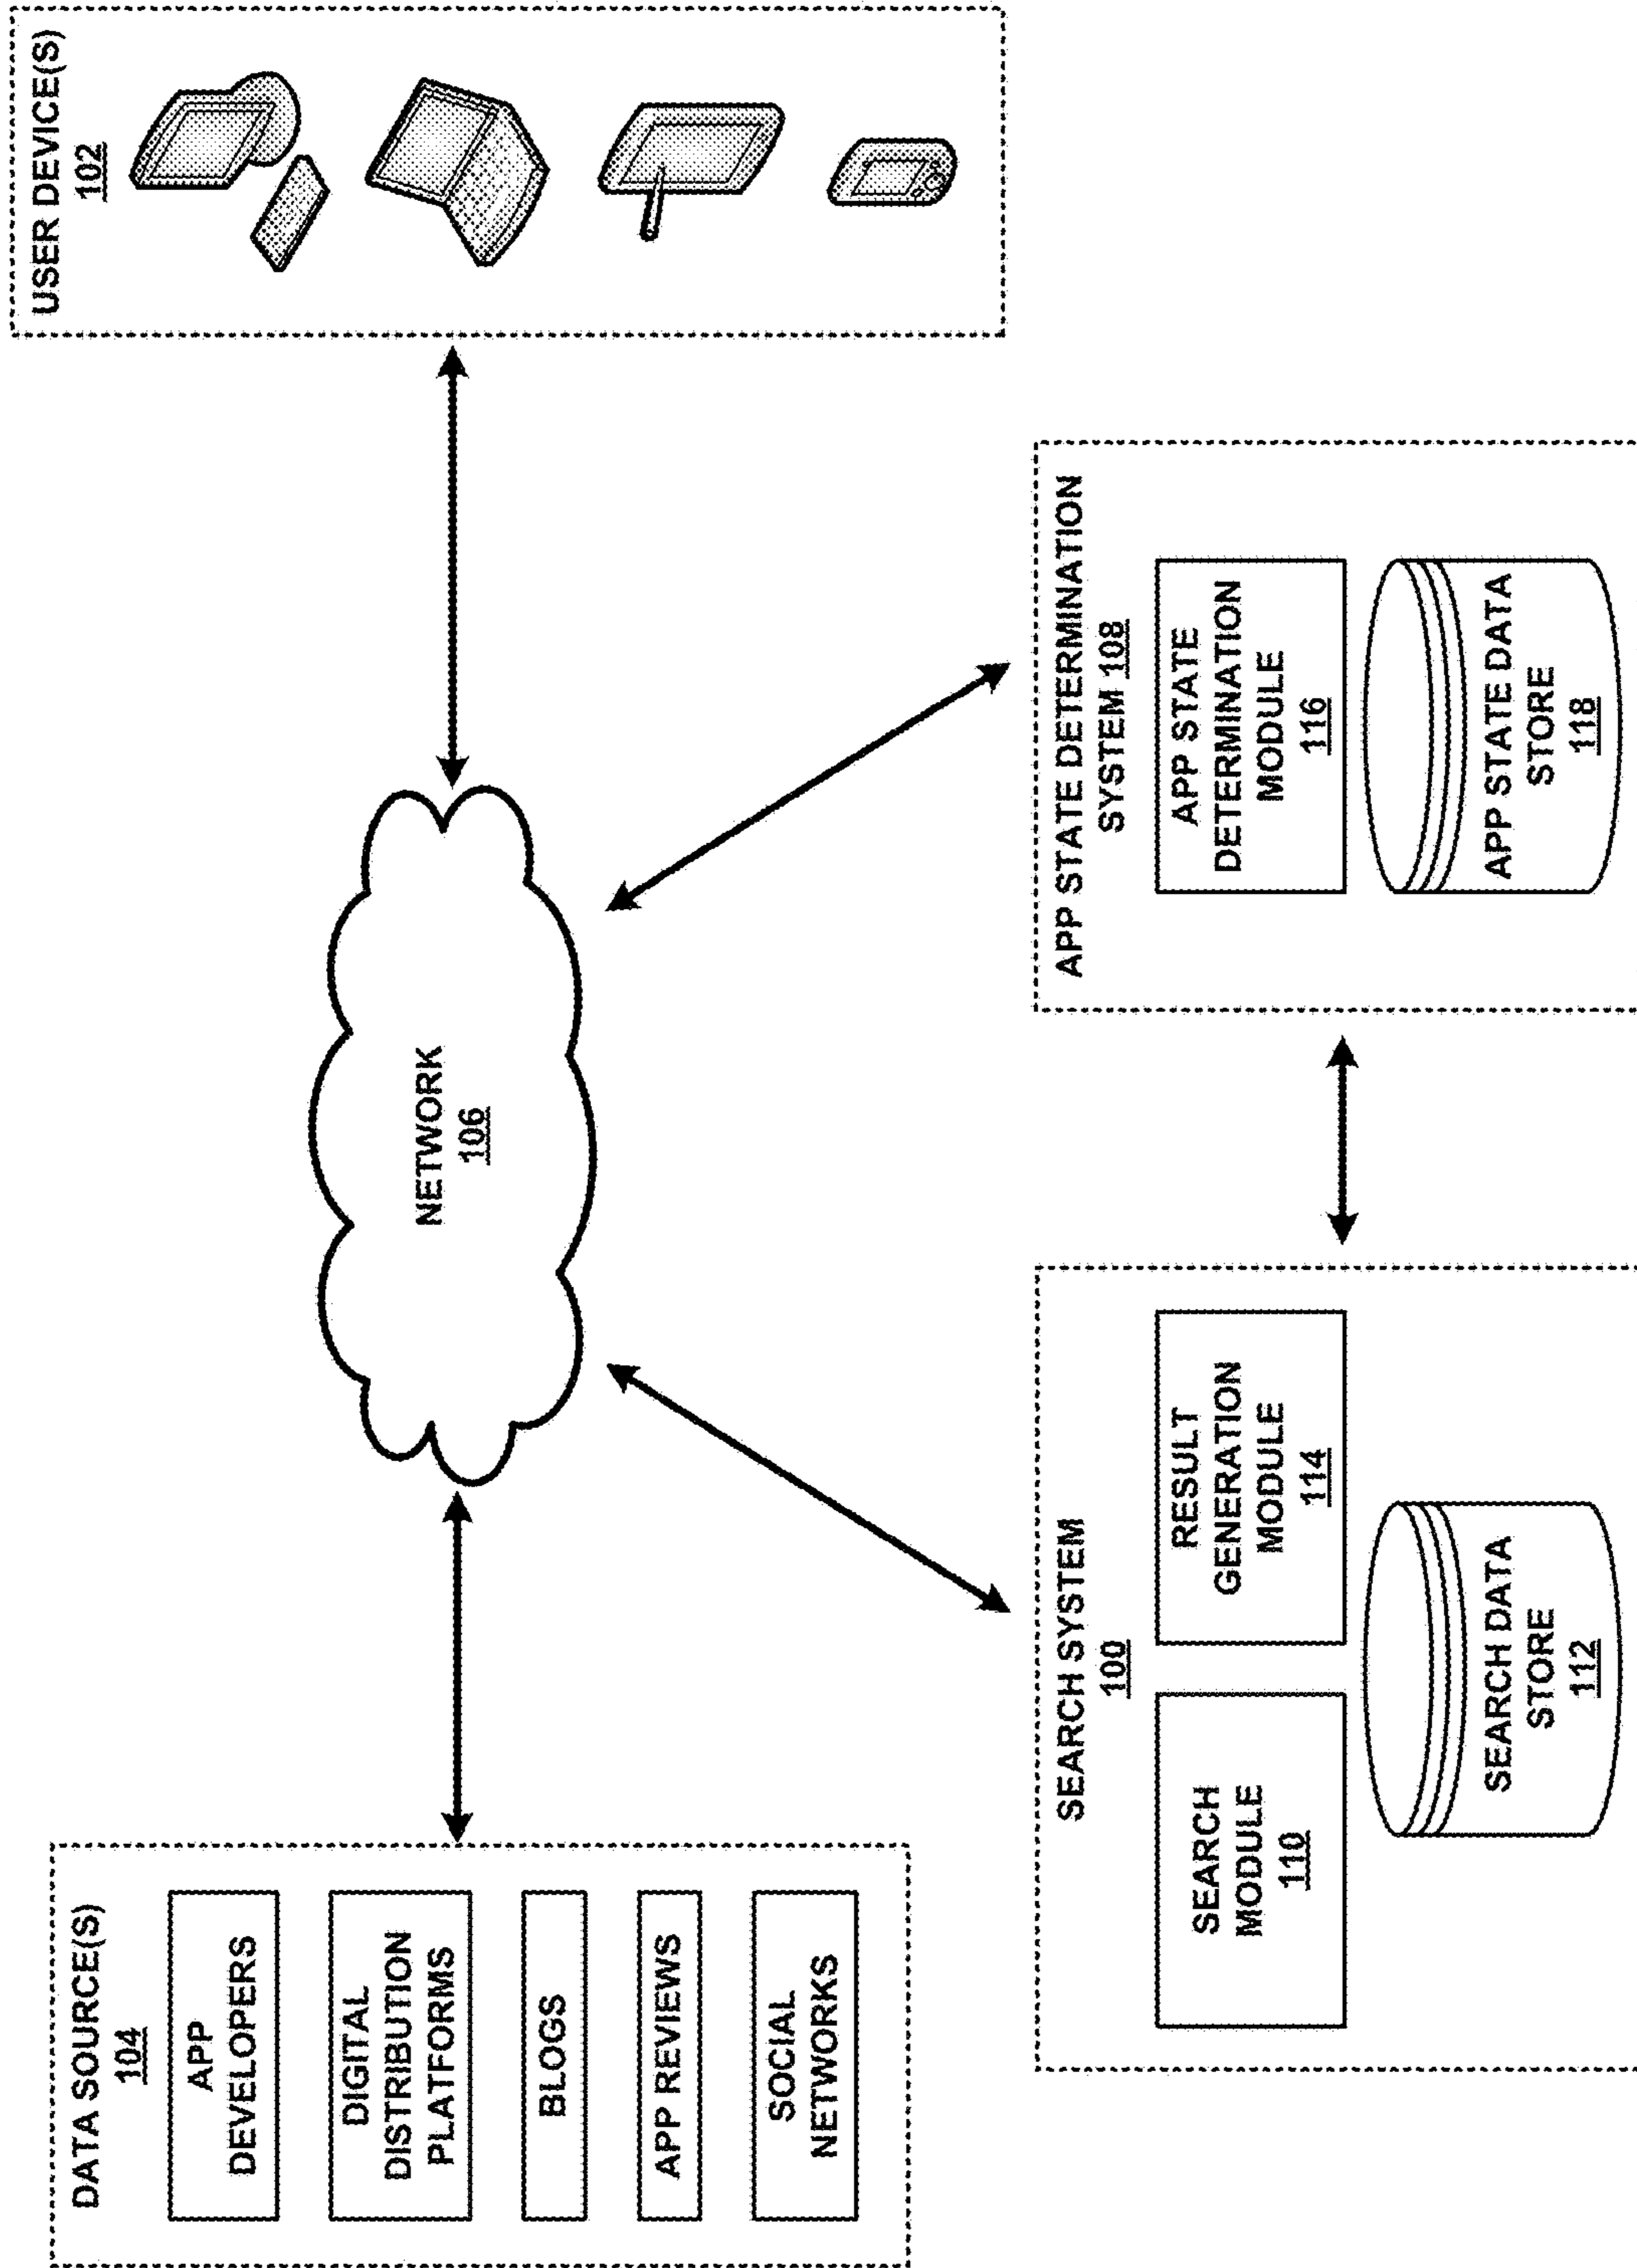 DATA SOURCE(S)
104
APP
DEVELOPERS
DIGITAL
DISTRIBUTION
PLATFORMS
BLOGS
APP REVIEWS
SOCIAL
NETWORKS
NETWORK
106
USER DEVICE(S)
102
SEARCH SYSTEM
100
SEARCH
MODULE
110
RESULT
GENERATION
MODULE
114
SEARCH DATA
STORE
112
APP STATE DETERMINATION
SYSTEM 108
APP STATE
DETERMINATION
MODULE
116
APP STATE DATA
STORE
118